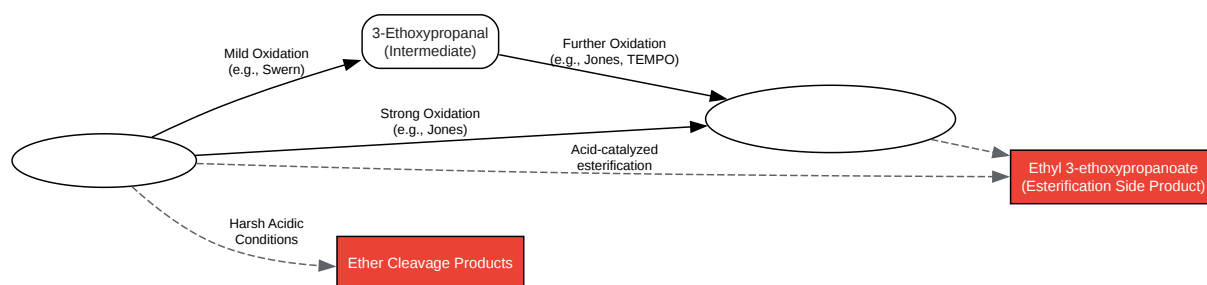 3-Ethoxypropanal
(Intermediate)
Mild Oxidation
(e.g., Swern)
Further Oxidation
(e.g., Jones, TEMPO)
Strong Oxidation
(e.g., Jones)
Acid-catalyzed
esterification
Ethyl 3-ethoxypropanoate
(Esterification Side Product)
Harsh Acidic
Conditions
Ether Cleavage Products